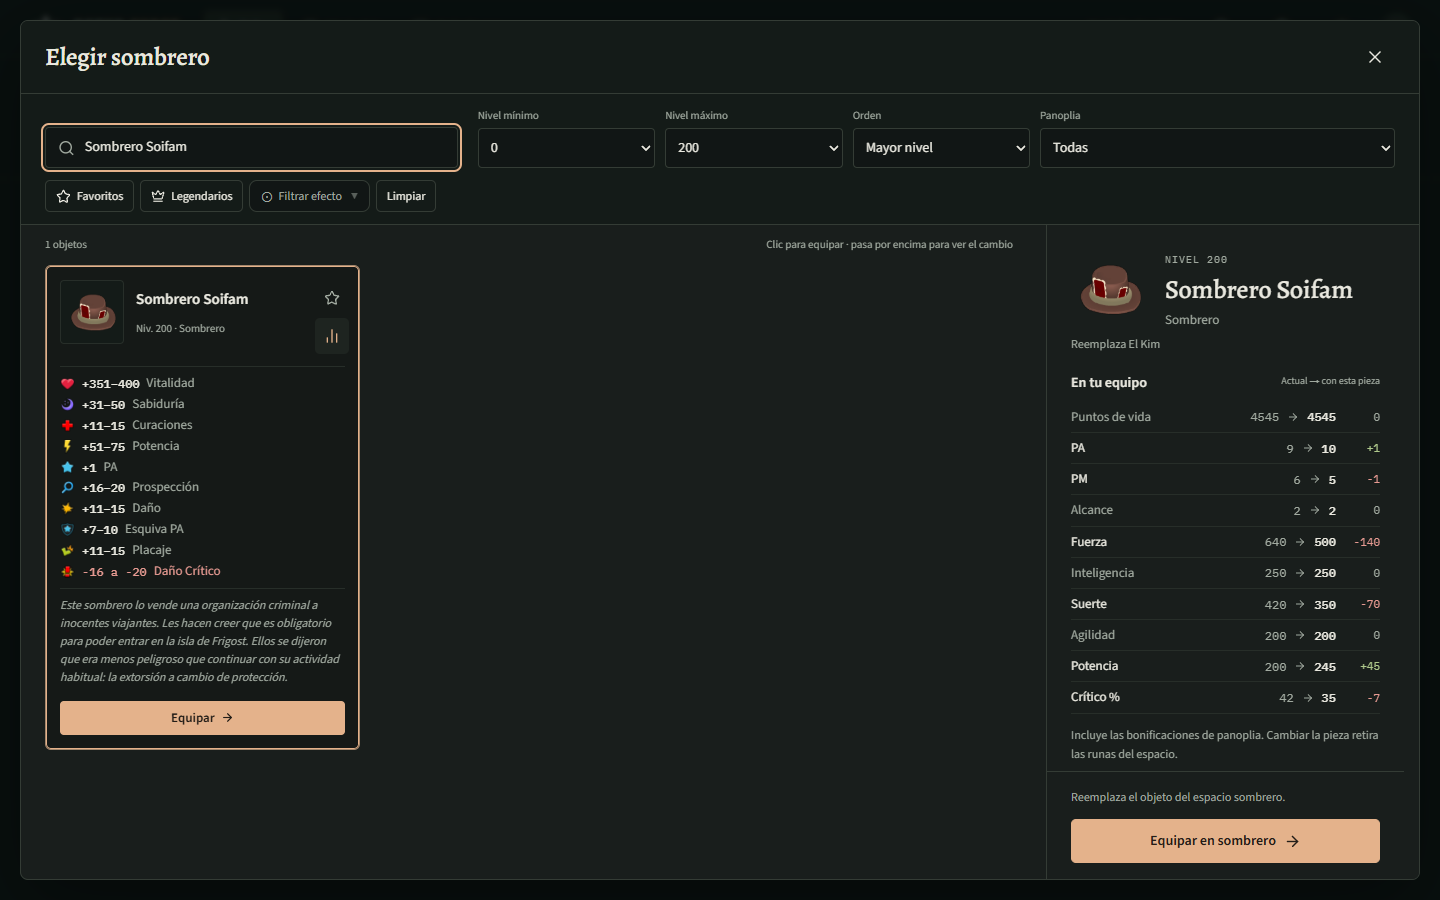 Elegir sombrero
Sombrero Soifam
Nivel mínimo
0
Nivel máximo
200
Orden
Mayor nivel
Panoplia
Todas
Favoritos
Legendarios
Filtrar efecto
Limpiar
1 objetos
Clic para equipar · pasa por encima para ver el cambio
Sombrero Soifam
Niv. 200 · Sombrero
+351–400 Vitalidad
+31–50 Sabiduría
+11–15 Curaciones
+51–75 Potencia
+1 PA
+16–20 Prospección
+11–15 Daño
+7–10 Esquiva PA
+11–15 Placaje
-16 a -20 Daño Crítico
Este sombrero lo vende una organización criminal a
inocentes viajantes. Les hacen creer que es obligatorio
para poder entrar en la isla de Frigost. Ellos se dijeron
que era menos peligroso que continuar con su actividad
habitual: la extorsión a cambio de protección.
Equipar →
NIVEL 200
Sombrero Soifam
Sombrero
Reemplaza El Kim
En tu equipo
Actual → con esta pieza
Puntos de vida 4545 → 4545 0
PA 9 → 10 +1
PM 6 → 5 -1
Alcance 2 → 2 0
Fuerza 640 → 500 -140
Inteligencia 250 → 250 0
Suerte 420 → 350 -70
Agilidad 200 → 200 0
Potencia 200 → 245 +45
Crítico % 42 → 35 -7
Incluye las bonificaciones de panoplia. Cambiar la pieza retira
las runas del espacio.
Reemplaza el objeto del espacio sombrero.
Equipar en sombrero →